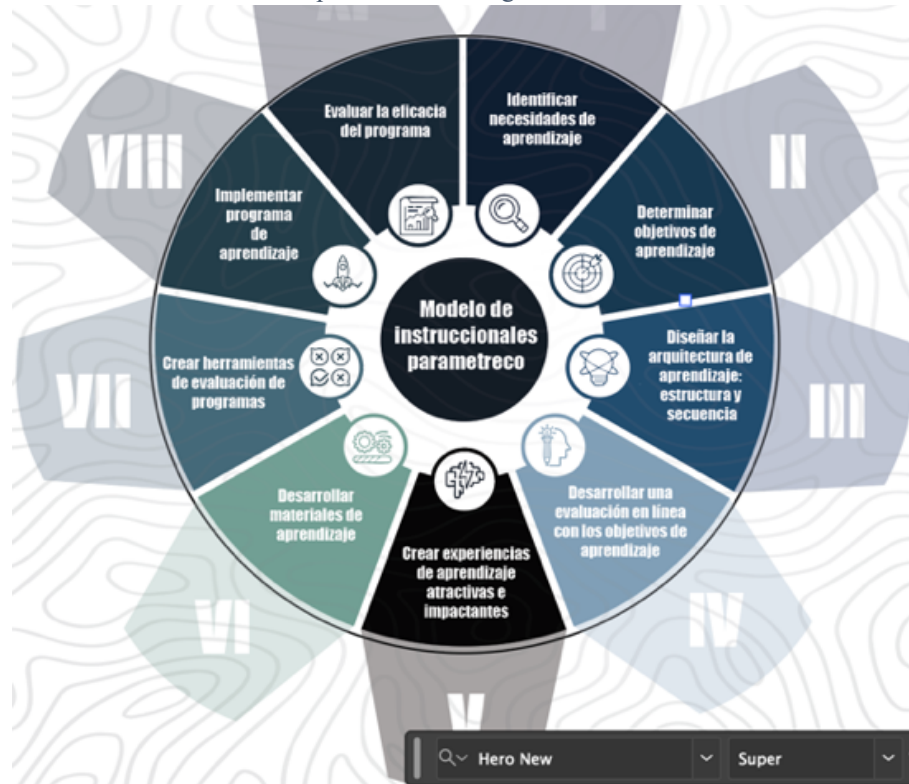 Identificar
necesidades de
aprendizaje
Determinar
objetivos de
aprendizaje
Diseñar la
arquitectura de
aprendizaje:
estructura y
secuencia
Desarrollar una
evaluación en línea
con los objetivos de
aprendizaje
Crear experiencias
de aprendizaje
atractivas e
impactantes
Desarrollar
materiales de
aprendizaje
Crear herramientas
de evaluación de
programas
Implementar
programa
de
aprendizaje
Evaluar la eficacia
del programa
Modelo de
instruccionales
parametreco
II
III
IV
V
VI
VII
VIII
Hero New
Super